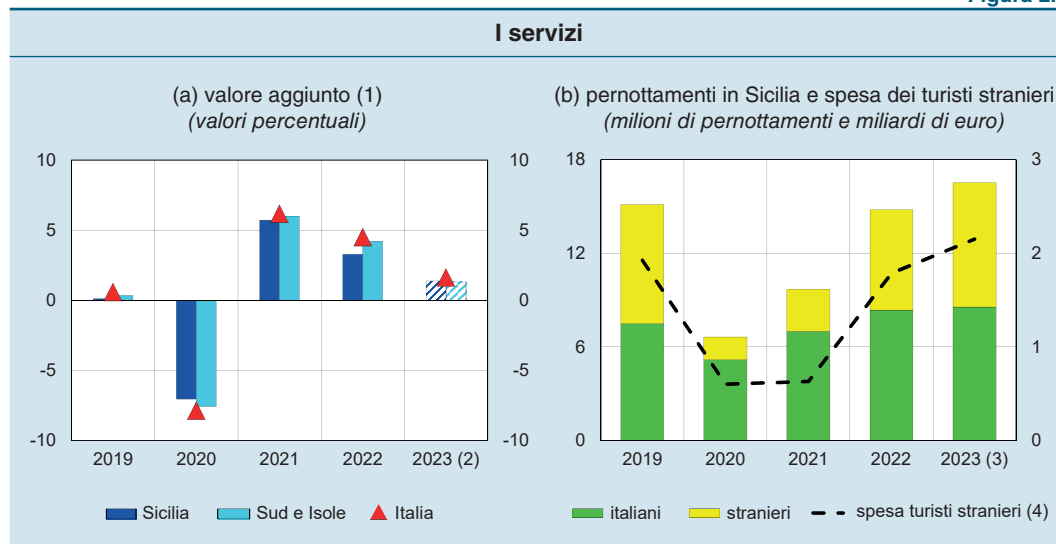 I servizi
(a) valore aggiunto (1)
(valori percentuali)
10 10
5 5
0 0
-5 -5
-10 -10
2019 2020 2021 2022 2023 (2)
Sicilia Sud e Isole Italia
(b) pernottamenti in Sicilia e spesa dei turisti stranieri
(milioni di pernottamenti e miliardi di euro)
18 3
12 2
6 1
0 0
2019 2020 2021 2022 2023 (3)
italiani stranieri spesa turisti stranieri (4)